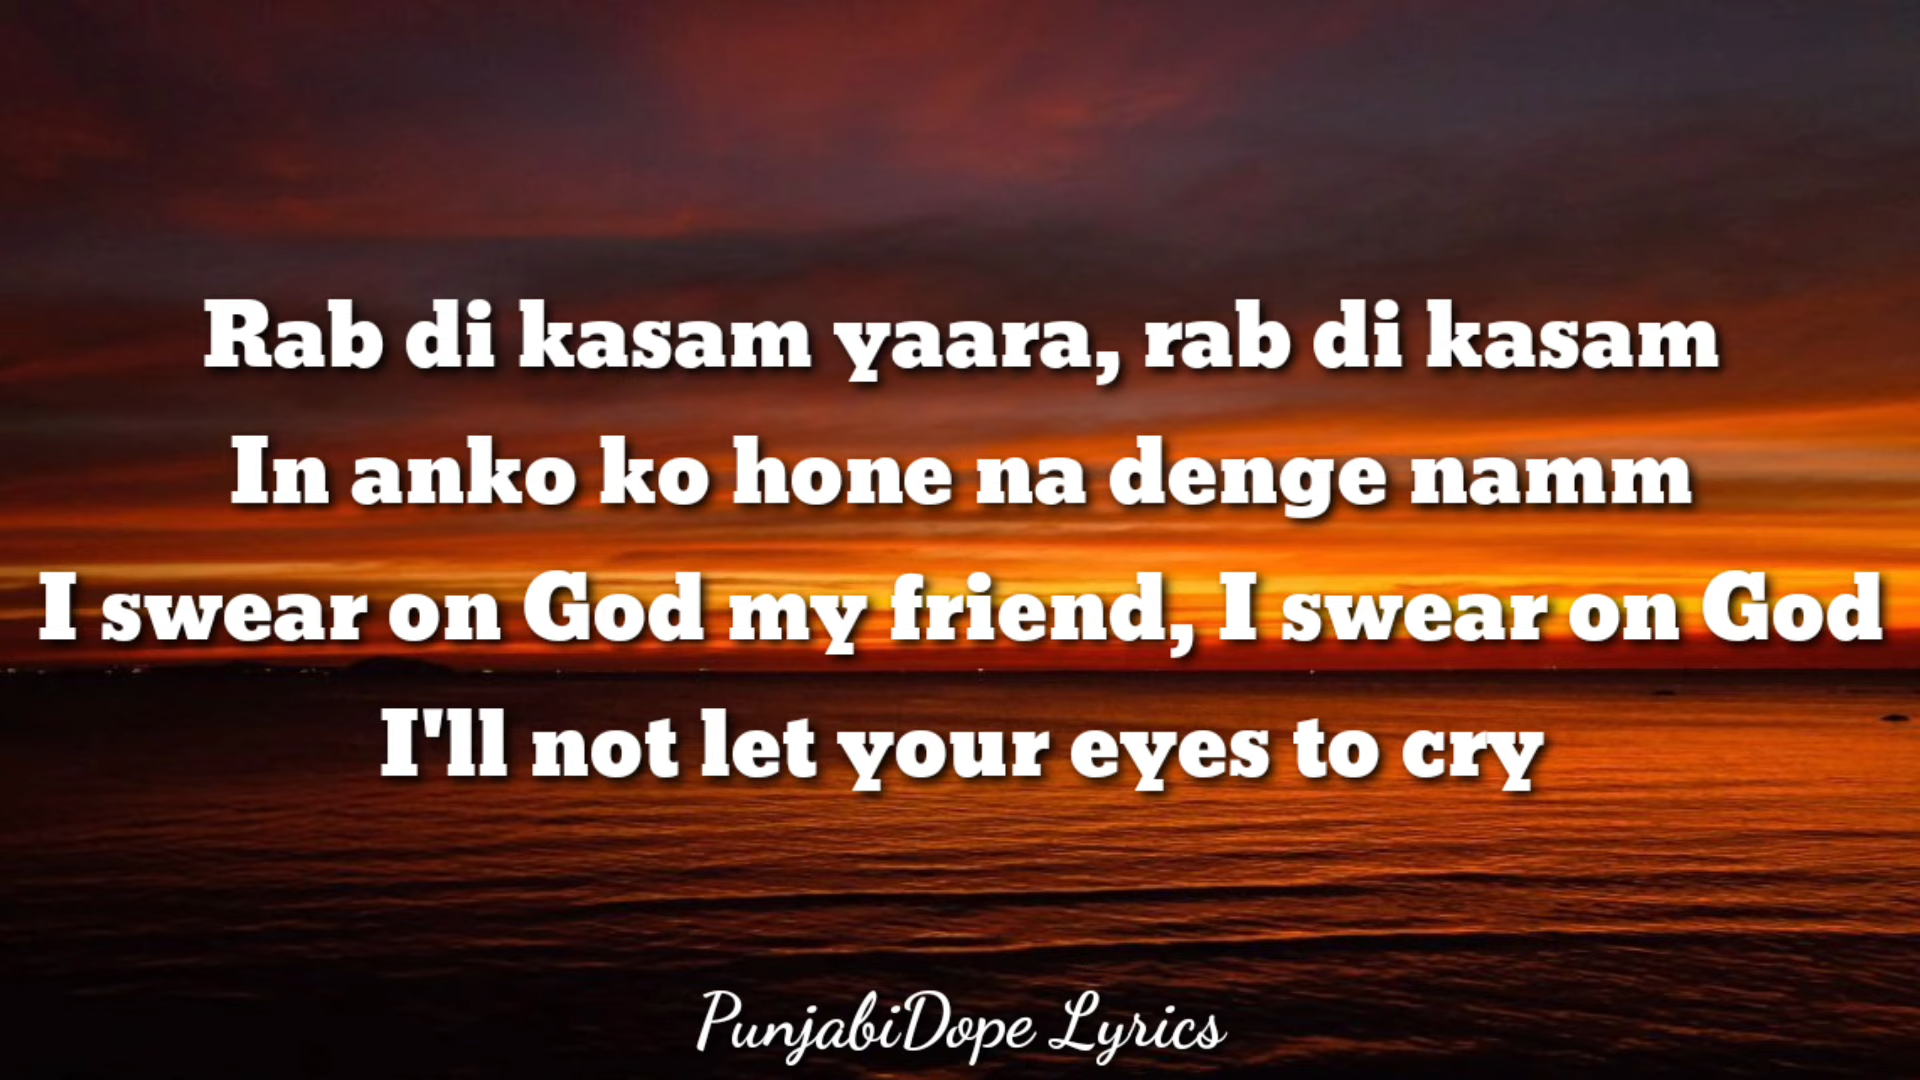 Rab di kasam yaara, rab di kasam
In anko ko hone na denge namm
I swear on God my friend, I swear on God
I'll not let your eyes to cry
PunjabiDope Lyrics